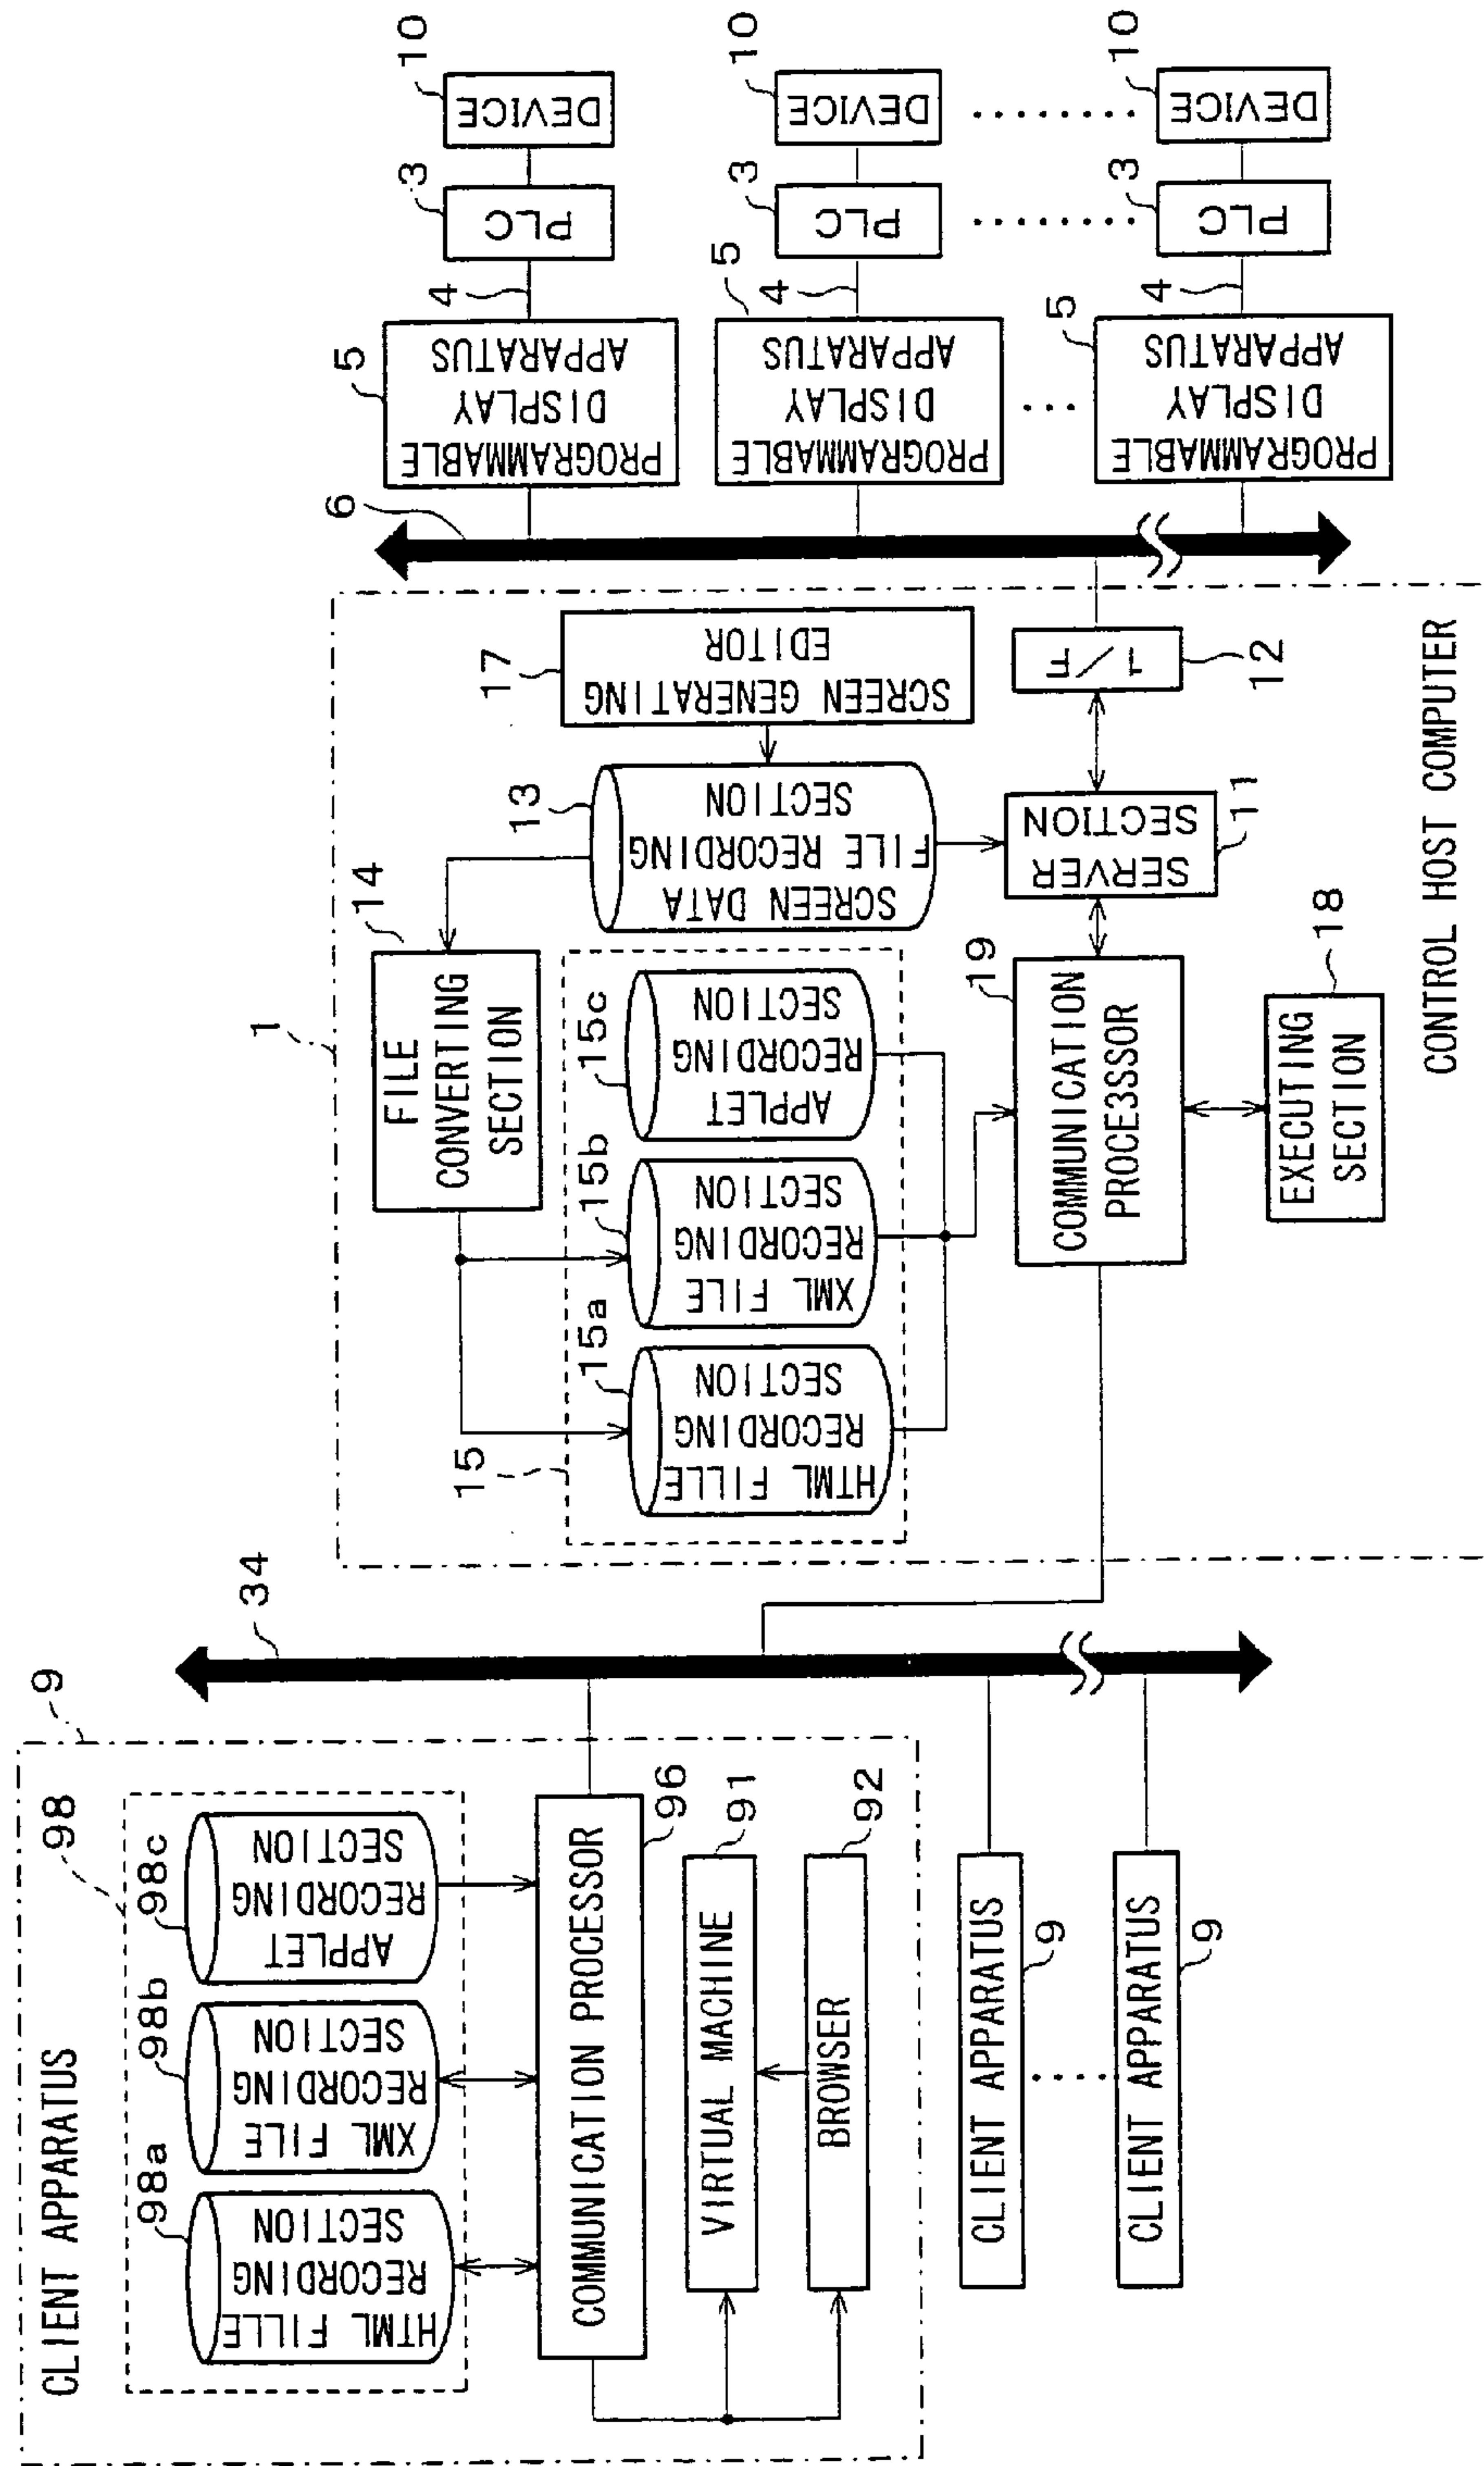 CLIENT APPARATUS
9
98
98a
98b
98c
HTML FILLE
RECORDING
SECTION
XML FILE
RECORDING
SECTION
APPLET
RECORDING
SECTION
COMMUNICATION PROCESSOR
96
VIRTUAL MACHINE
91
BROWSER
92
CLIENT APPARATUS
9
CLIENT APPARATUS
9
34
1
FILE
CONVERTING
SECTION
14
15
15a
15b
15c
HTML FILLE
RECORDING
SECTION
XML FILE
RECORDING
SECTION
APPLET
RECORDING
SECTION
13
SCREEN DATA
FILE RECORDING
SECTION
17
SCREEN GENERATING
EDITOR
COMMUNICATION
PROCE3SSOR
19
SERVER
SECTION
11
1/F
12
EXECUTING
SECTION
18
CONTROL HOST COMPUTER
6
PROGRAMMABLE
DISPLAY
APPARATUS
5
4
PLC
3
DEVICE
10
PROGRAMMABLE
DISPLAY
APPARATUS
5
4
PLC
3
DEVICE
10
PROGRAMMABLE
DISPLAY
APPARATUS
5
4
PLC
3
DEVICE
10